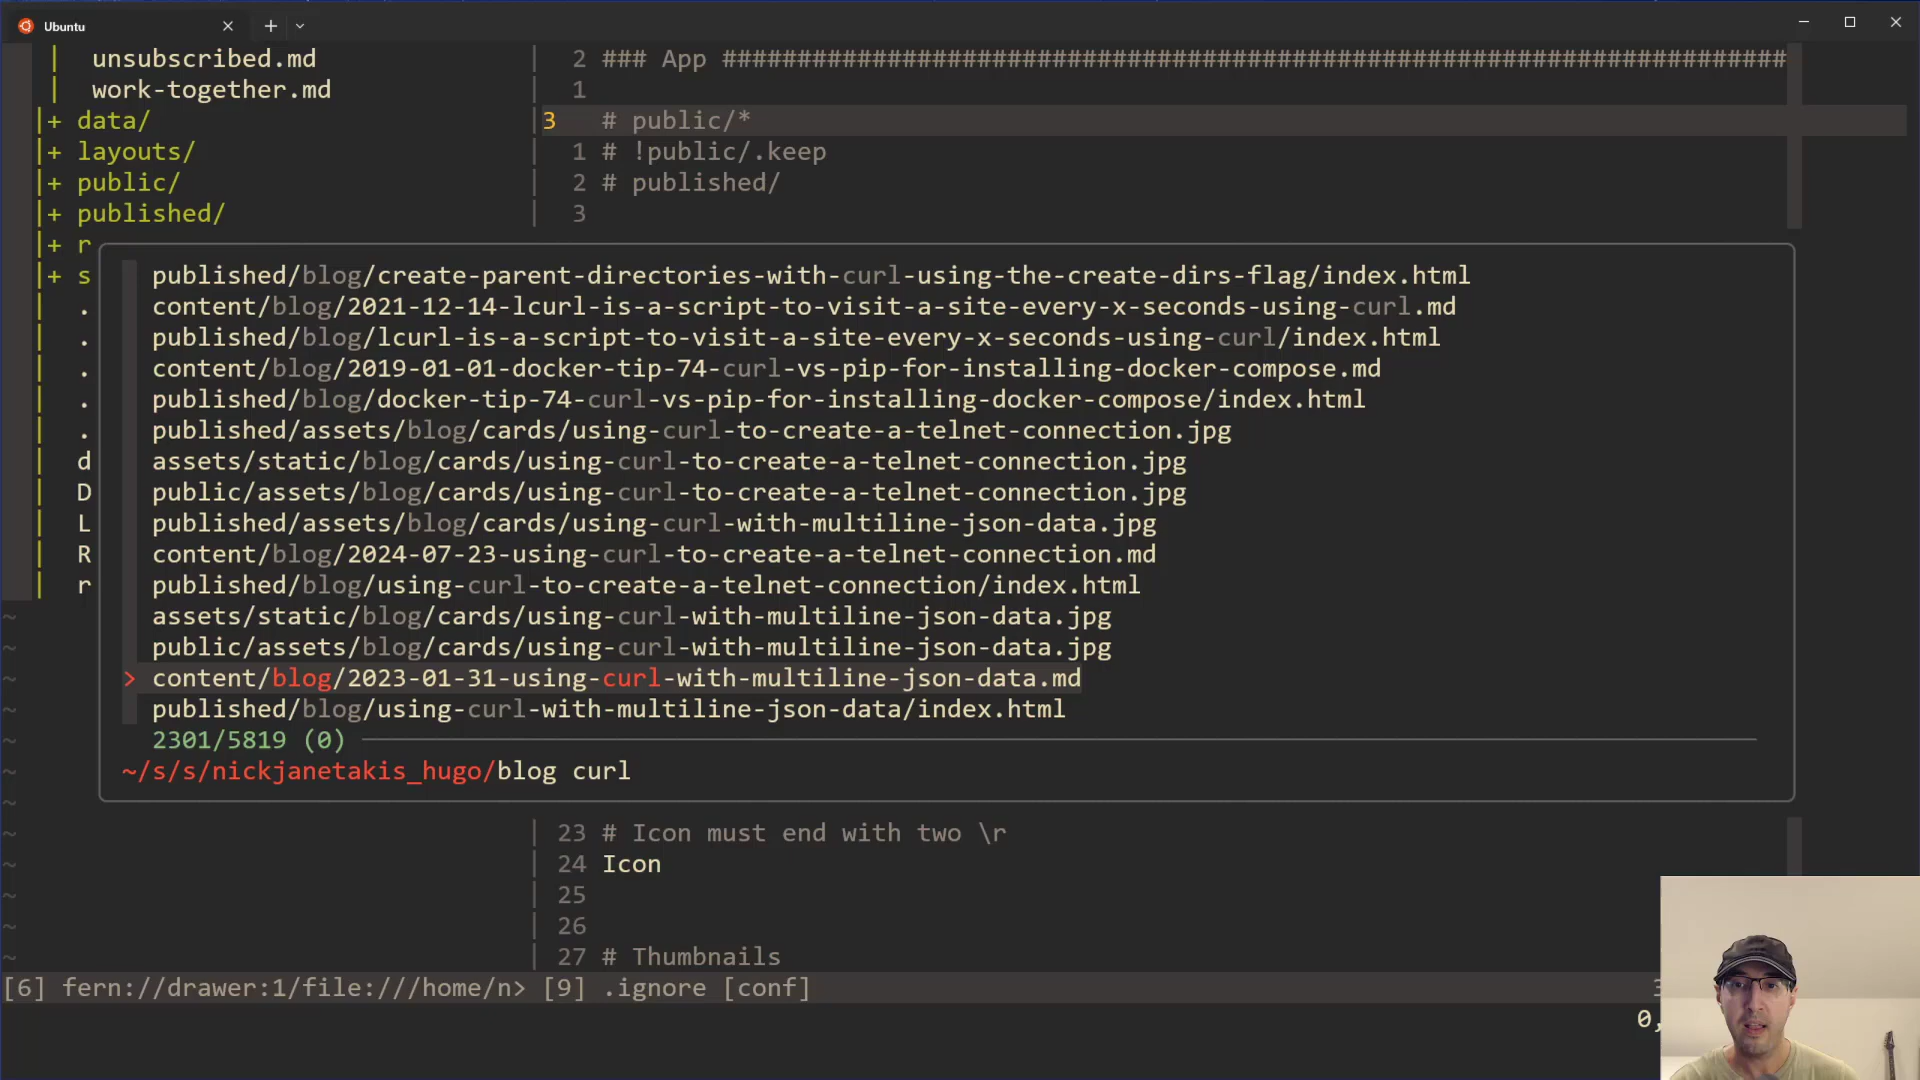 Ubuntu
unsubscribed.md
work-together.md
|+ data/
|+ layouts/
|+ public/
|+ published/
|+ r
|+ s
.
.
.
.
.
d
D
L
R
r
2 ### App #######################################################################
1
3 # public/*
1 # !public/.keep
2 # published/
3
published/blog/create-parent-directories-with-curl-using-the-create-dirs-flag/index.html
content/blog/2021-12-14-lcurl-is-a-script-to-visit-a-site-every-x-seconds-using-curl.md
published/blog/lcurl-is-a-script-to-visit-a-site-every-x-seconds-using-curl/index.html
content/blog/2019-01-01-docker-tip-74-curl-vs-pip-for-installing-docker-compose.md
published/blog/docker-tip-74-curl-vs-pip-for-installing-docker-compose/index.html
published/assets/blog/cards/using-curl-to-create-a-telnet-connection.jpg
assets/static/blog/cards/using-curl-to-create-a-telnet-connection.jpg
public/assets/blog/cards/using-curl-to-create-a-telnet-connection.jpg
published/assets/blog/cards/using-curl-with-multiline-json-data.jpg
content/blog/2024-07-23-using-curl-to-create-a-telnet-connection.md
published/blog/using-curl-to-create-a-telnet-connection/index.html
assets/static/blog/cards/using-curl-with-multiline-json-data.jpg
public/assets/blog/cards/using-curl-with-multiline-json-data.jpg
> content/blog/2023-01-31-using-curl-with-multiline-json-data.md
published/blog/using-curl-with-multiline-json-data/index.html
2301/5819 (0)
~/s/s/nickjanetakis_hugo/blog curl
23 # Icon must end with two \r
24 Icon
25
26
27 # Thumbnails
[6] fern://drawer:1/file:///home/n> [9] .ignore [conf]
0,